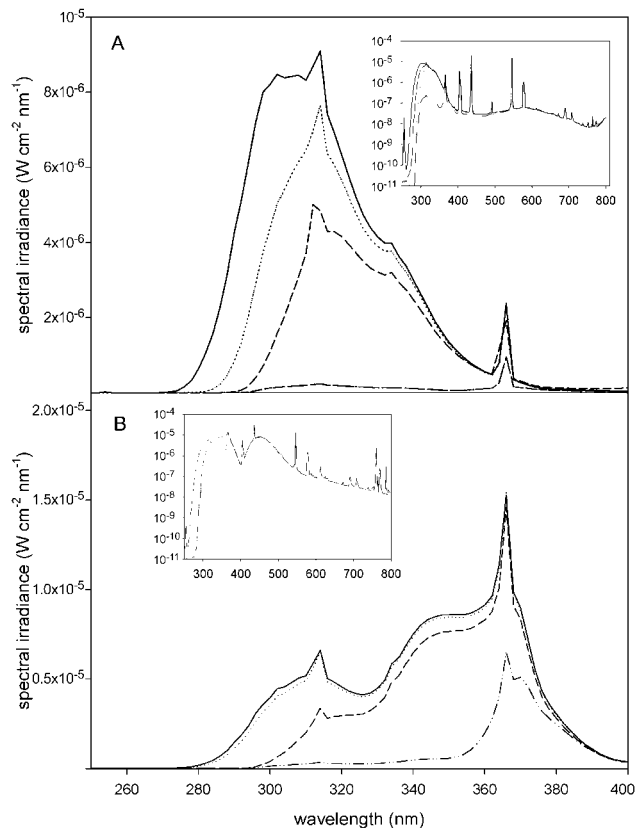 A
spectral irradiance (W cm-2 nm-1)
10-5
8x10-6
6x10-6
4x10-6
2x10-6
10-4
10-5
10-6
10-7
10-8
10-9
10-10
10-11
300 400 500 600 700 800
B
spectral irradiance (W cm-2 nm-1)
2.0x10-5
1.5x10-5
1.0x10-5
0.5x10-5
10-4
10-5
10-6
10-7
10-8
10-9
10-10
10-11
300 400 500 600 700 800
260 280 300 320 340 360 380 400
wavelength (nm)